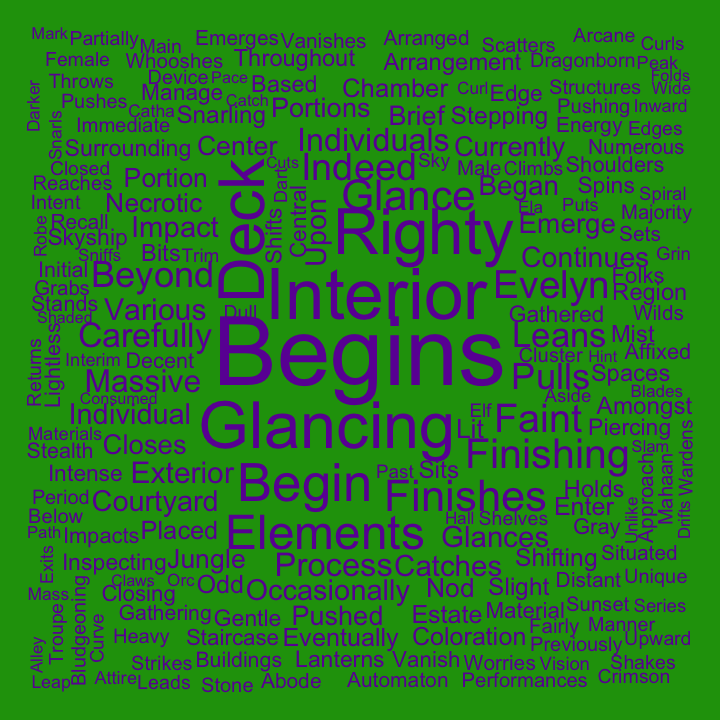 Mark
Partially
Main
Emerges
Vanishes
Arranged
Scatters
Arcane
Curls
Female
Whooshes
Throughout
Arrangement
Dragonborn
Peak
Folds
Throws
Device
Pace
Based
Chamber
Curl
Edge
Structures
Wide
Darker
Pushes
Manage
Catch
Catha
Snarling
Portions
Brief
Stepping
Pushing
Inward
Immediate
Individuals
Energy
Edges
Snarls
Surrounding
Center
Currently
Numerous
Closed
Portion
Deck
Cuts
Indeed
Sky
Male
Climbs
Shoulders
Reaches
Dart
Glance
Began
Spins
Spiral
Intent
Necrotic
Central
Upon
Righty
Ela
Puts
Majority
Robe
Recall
Impact
Shifts
Emerge
Sets
Skyship
Sniffs
Bits
Trim
Continues
Grin
Initial
Beyond
Interior
Evelyn
Folks
Region
Grabs
Stands
Various
Dull
Gathered
Wilds
Shaded
Carefully
Begins
Leans
Mist
Returns
Lightless
Interim
Decent
Cluster
Hint
Affixed
Massive
Pulls
Spaces
Consumed
Aside
Blades
Individual
Glancing
Elf
Faint
Amongst
Materials
Lit
Piercing
Stealth
Closes
Finishing
Slam
Wardens
Intense
Exterior
Begin
Past
Sits
Holds
Approach
Mahaan
Period
Courtyard
Finishes
Enter
Unlike
Drifts
Below
Path
Impacts
Placed
Elements
Hall
Shelves
Gray
Glances
Exits
Inspecting
Jungle
Process
Catches
Shifting
Situated
Mass
Claws
Orc
Odd
Occasionally
Nod
Slight
Distant
Unique
Closing
Troupe
Bludgeoning
Gathering
Gentle
Pushed
Estate
Material
Sunset
Series
Curve
Heavy
Staircase
Eventually
Coloration
Fairly
Manner
Previously
Upward
Alley
Strikes
Buildings
Lanterns
Vanish
Worries
Vision
Shakes
Leap
Attire
Leads
Stone
Abode
Automaton
Performances
Crimson